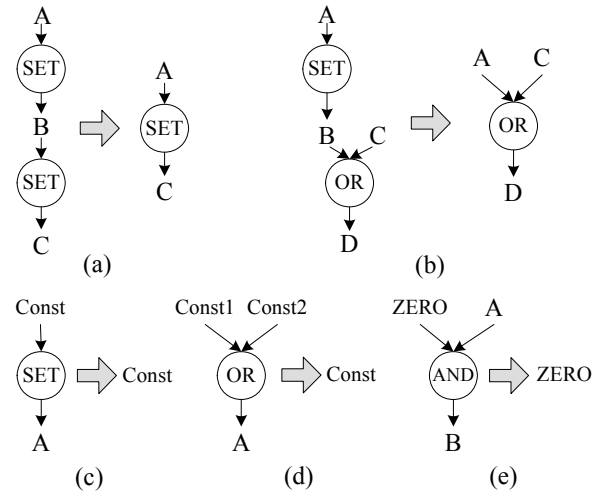 A
SET
B
SET
C
A
SET
C
(a)
A
SET
B
C
OR
D
A
C
OR
D
(b)
Const
SET
A
Const
(c)
Const1
Const2
OR
A
Const
(d)
ZERO
A
AND
B
ZERO
(e)